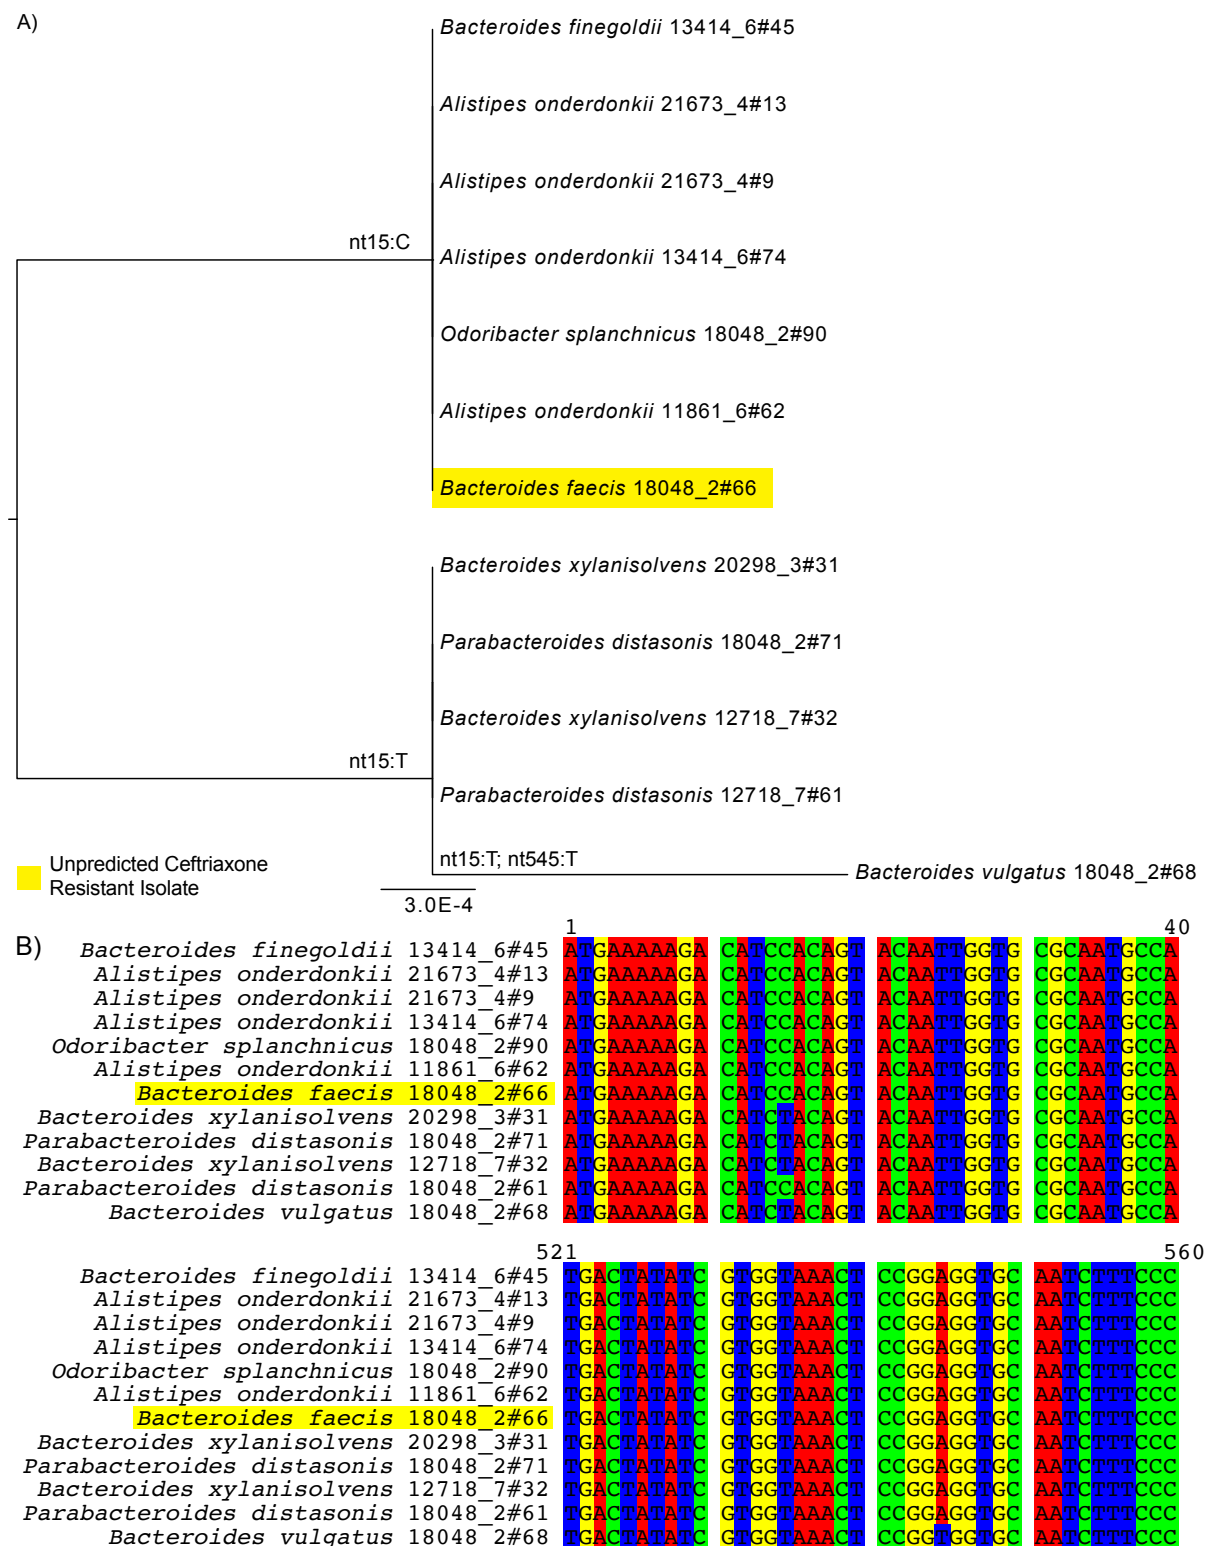 A)
Bacteroides finegoldii 13414_6#45
Alistipes onderdonkii 21673_4#13
Alistipes onderdonkii 21673_4#9
nt15:C
Alistipes onderdonkii 13414_6#74
Odoribacter splanchnicus 18048_2#90
Alistipes onderdonkii 11861_6#62
Bacteroides faecis 18048_2#66
Bacteroides xylanisolvens 20298_3#31
Parabacteroides distasonis 18048_2#71
Bacteroides xylanisolvens 12718_7#32
nt15:T
Parabacteroides distasonis 12718_7#61
nt15:T; nt545:T
Bacteroides vulgatus 18048_2#68
Unpredicted Ceftriaxone
Resistant Isolate
3.0E-4
B)
1 40
Bacteroides finegoldii 13414_6#45 ATGAAAAAGA CATCCACAGT ACAATTGGTG CGCAATGCCA
Alistipes onderdonkii 21673_4#13 ATGAAAAAGA CATCCACAGT ACAATTGGTG CGCAATGCCA
Alistipes onderdonkii 21673_4#9 ATGAAAAAGA CATCCACAGT ACAATTGGTG CGCAATGCCA
Alistipes onderdonkii 13414_6#74 ATGAAAAAGA CATCCACAGT ACAATTGGTG CGCAATGCCA
Odoribacter splanchnicus 18048_2#90 ATGAAAAAGA CATCCACAGT ACAATTGGTG CGCAATGCCA
Alistipes onderdonkii 11861_6#62 ATGAAAAAGA CATCCACAGT ACAATTGGTG CGCAATGCCA
Bacteroides faecis 18048_2#66 ATGAAAAAGA CATCCACAGT ACAATTGGTG CGCAATGCCA
Bacteroides xylanisolvens 20298_3#31 ATGAAAAAGA CATCTACAGT ACAATTGGTG CGCAATGCCA
Parabacteroides distasonis 18048_2#71 ATGAAAAAGA CATCTACAGT ACAATTGGTG CGCAATGCCA
Bacteroides xylanisolvens 12718_7#32 ATGAAAAAGA CATCTACAGT ACAATTGGTG CGCAATGCCA
Parabacteroides distasonis 18048_2#61 ATGAAAAAGA CATCCACAGT ACAATTGGTG CGCAATGCCA
Bacteroides vulgatus 18048_2#68 ATGAAAAAGA CATCTACAGT ACAATTGGTG CGCAATGCCA
521 560
Bacteroides finegoldii 13414_6#45 TGACTATATC GTGGTAAACT CCGGAGGTGC AATCTTTCCC
Alistipes onderdonkii 21673_4#13 TGACTATATC GTGGTAAACT CCGGAGGTGC AATCTTTCCC
Alistipes onderdonkii 21673_4#9 TGACTATATC GTGGTAAACT CCGGAGGTGC AATCTTTCCC
Alistipes onderdonkii 13414_6#74 TGACTATATC GTGGTAAACT CCGGAGGTGC AATCTTTCCC
Odoribacter splanchnicus 18048_2#90 TGACTATATC GTGGTAAACT CCGGAGGTGC AATCTTTCCC
Alistipes onderdonkii 11861_6#62 TGACTATATC GTGGTAAACT CCGGAGGTGC AATCTTTCCC
Bacteroides faecis 18048_2#66 TGACTATATC GTGGTAAACT CCGGAGGTGC AATCTTTCCC
Bacteroides xylanisolvens 20298_3#31 TGACTATATC GTGGTAAACT CCGGAGGTGC AATCTTTCCC
Parabacteroides distasonis 18048_2#71 TGACTATATC GTGGTAAACT CCGGAGGTGC AATCTTTCCC
Bacteroides xylanisolvens 12718_7#32 TGACTATATC GTGGTAAACT CCGGAGGTGC AATCTTTCCC
Parabacteroides distasonis 18048_2#61 TGACTATATC GTGGTAAACT CCGGAGGTGC AATCTTTCCC
Bacteroides vulgatus 18048_2#68 TGACTATATC GTGGTAAACT CCGGTGGTGC AATCTTTCCC